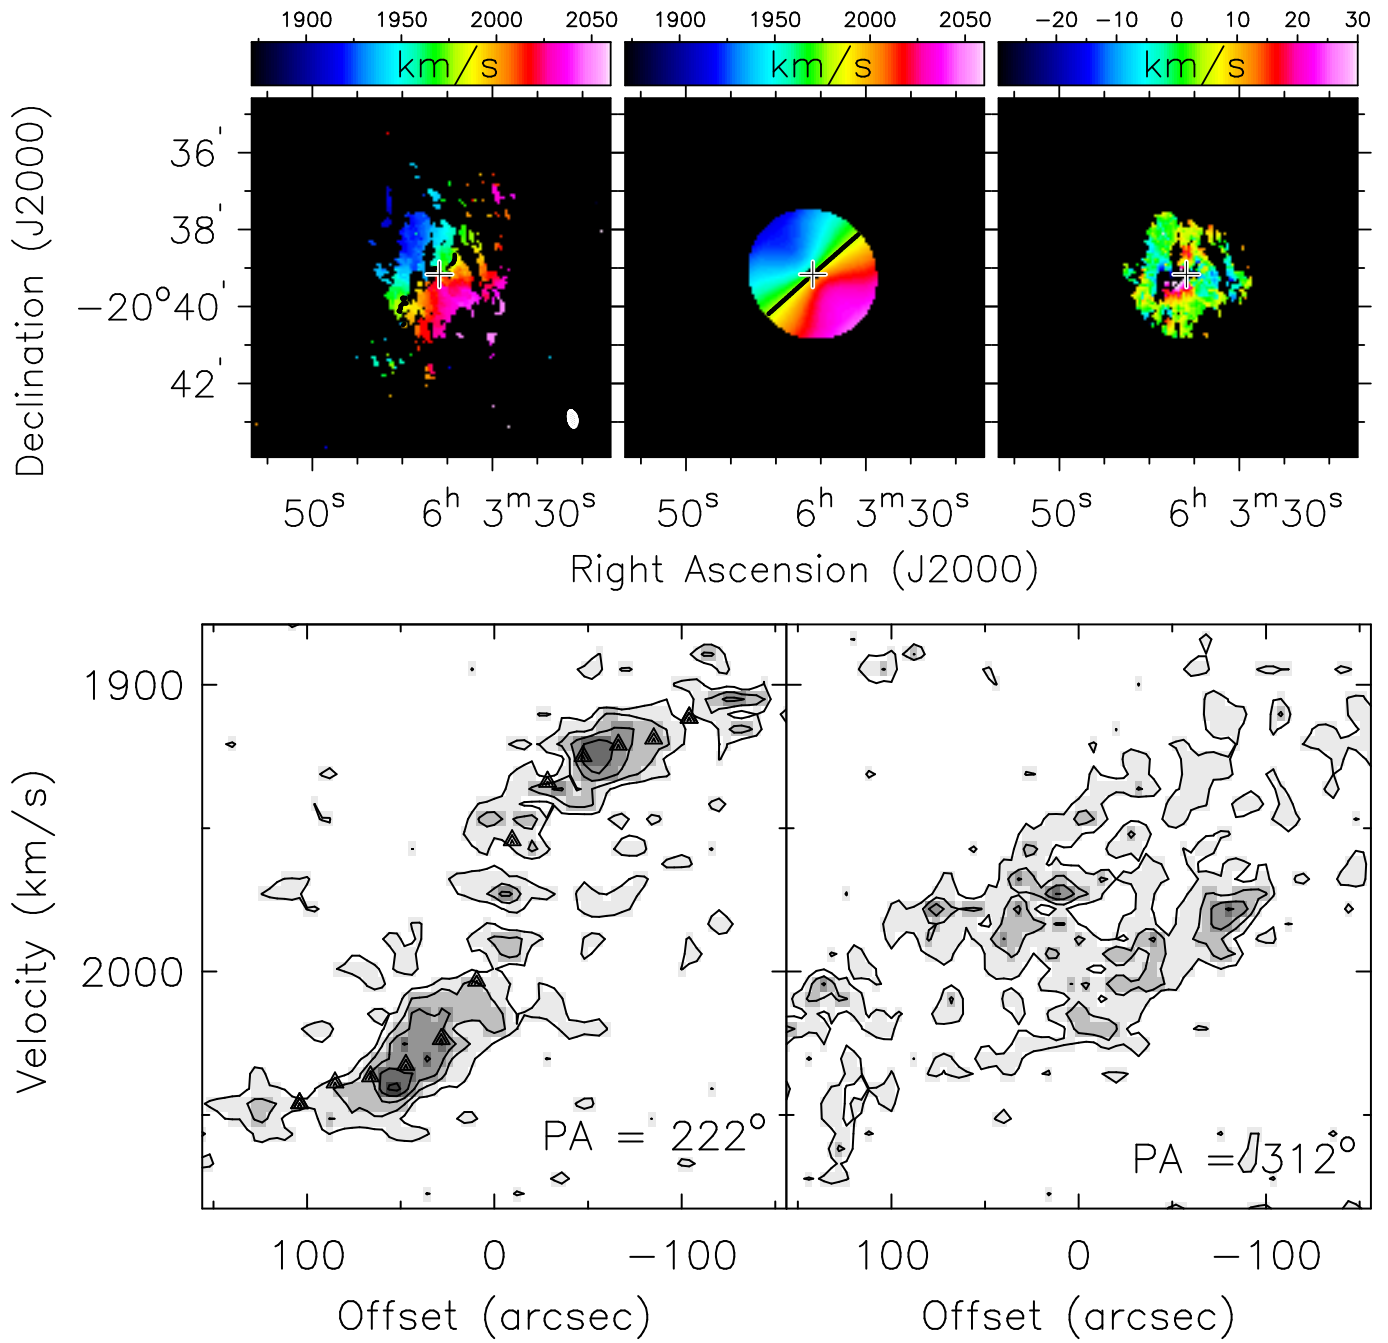 1900 1950 2000 2050 1900 1950 2000 2050 −20 −10 0 10 20 30
km/s km/s km/s
Declination (J2000)
36'
38'
−20°40'
42'
50s 6h 3m30s 50s 6h 3m30s 50s 6h 3m30s
Right Ascension (J2000)
Velocity (km/s)
1900
2000
PA = 222° PA = 312°
100 0 −100 100 0 −100
Offset (arcsec) Offset (arcsec)